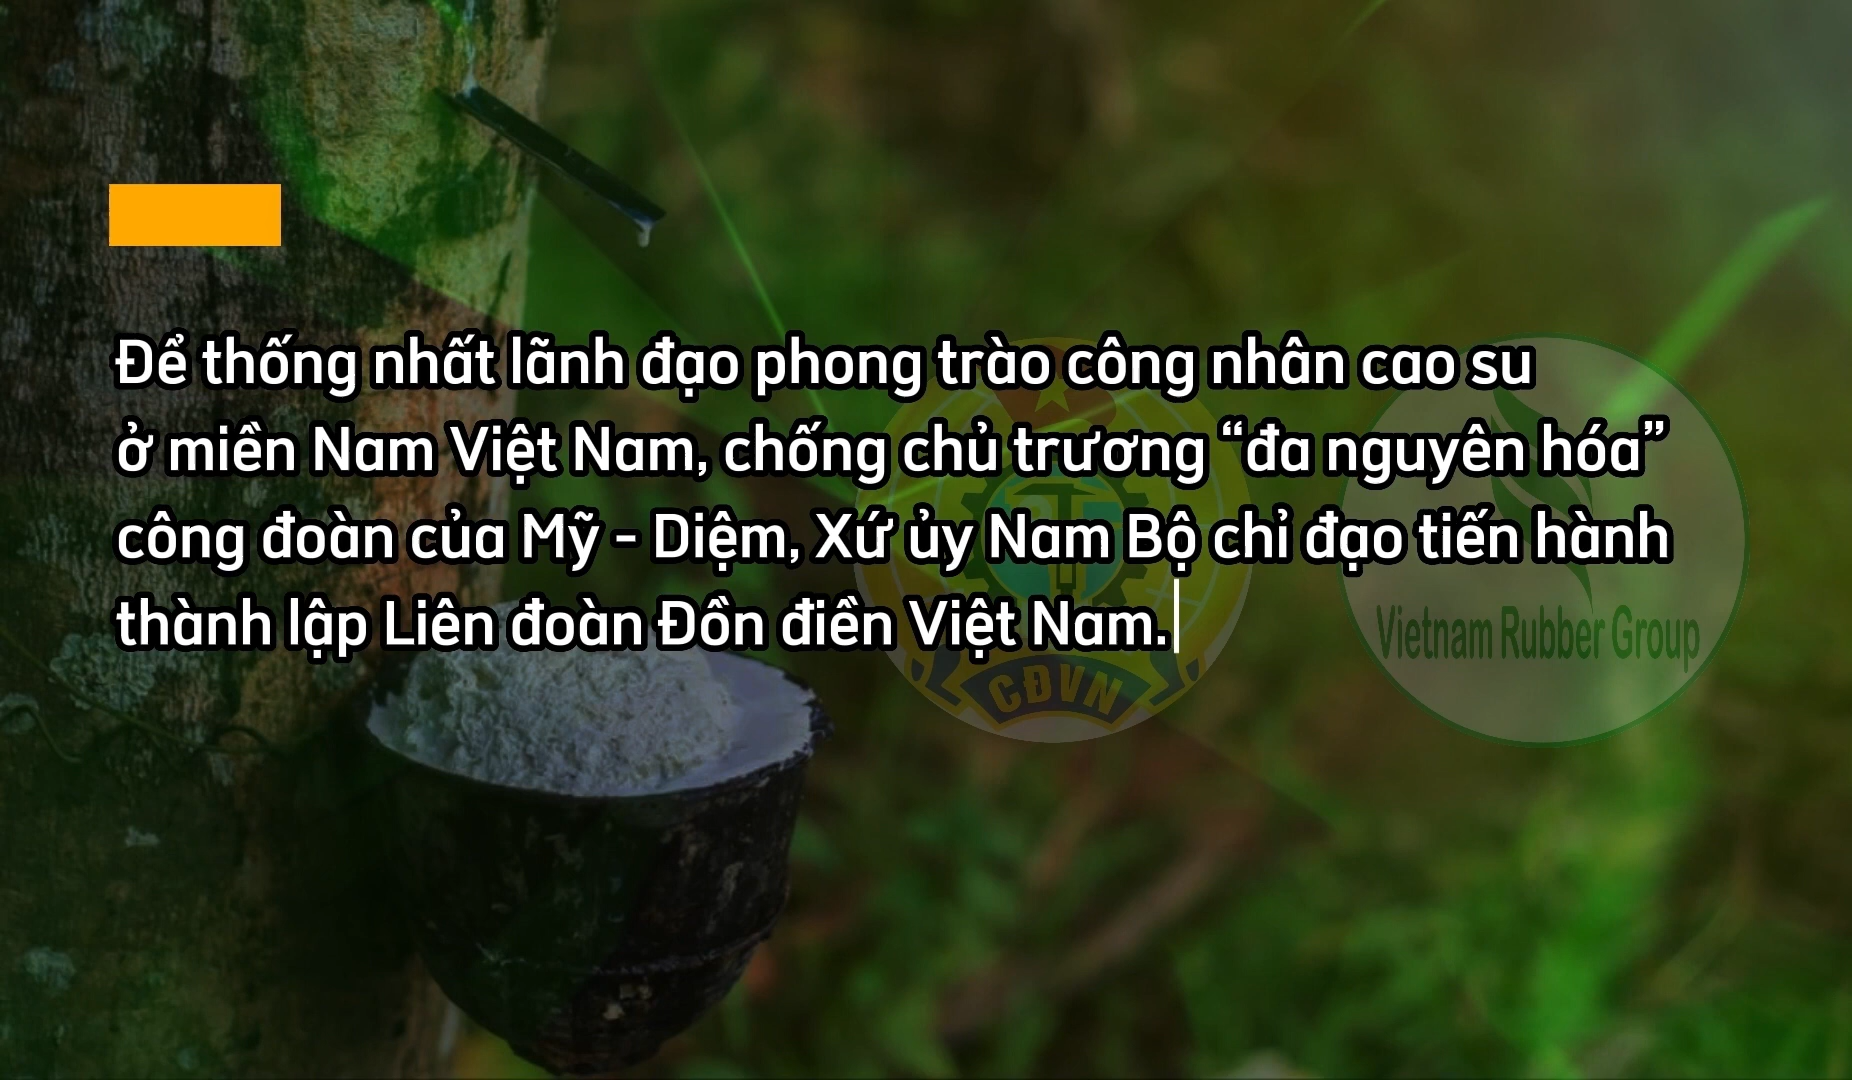 Để thống nhất lãnh đạo phong trào công nhân cao su
ở miền Nam Việt Nam, chống chủ trương “đa nguyên hóa”
công đoàn của Mỹ - Diệm, Xứ ủy Nam Bộ chỉ đạo tiến hành
thành lập Liên đoàn Đồn điền Việt Nam.
CĐVN
Vietnam Rubber Group